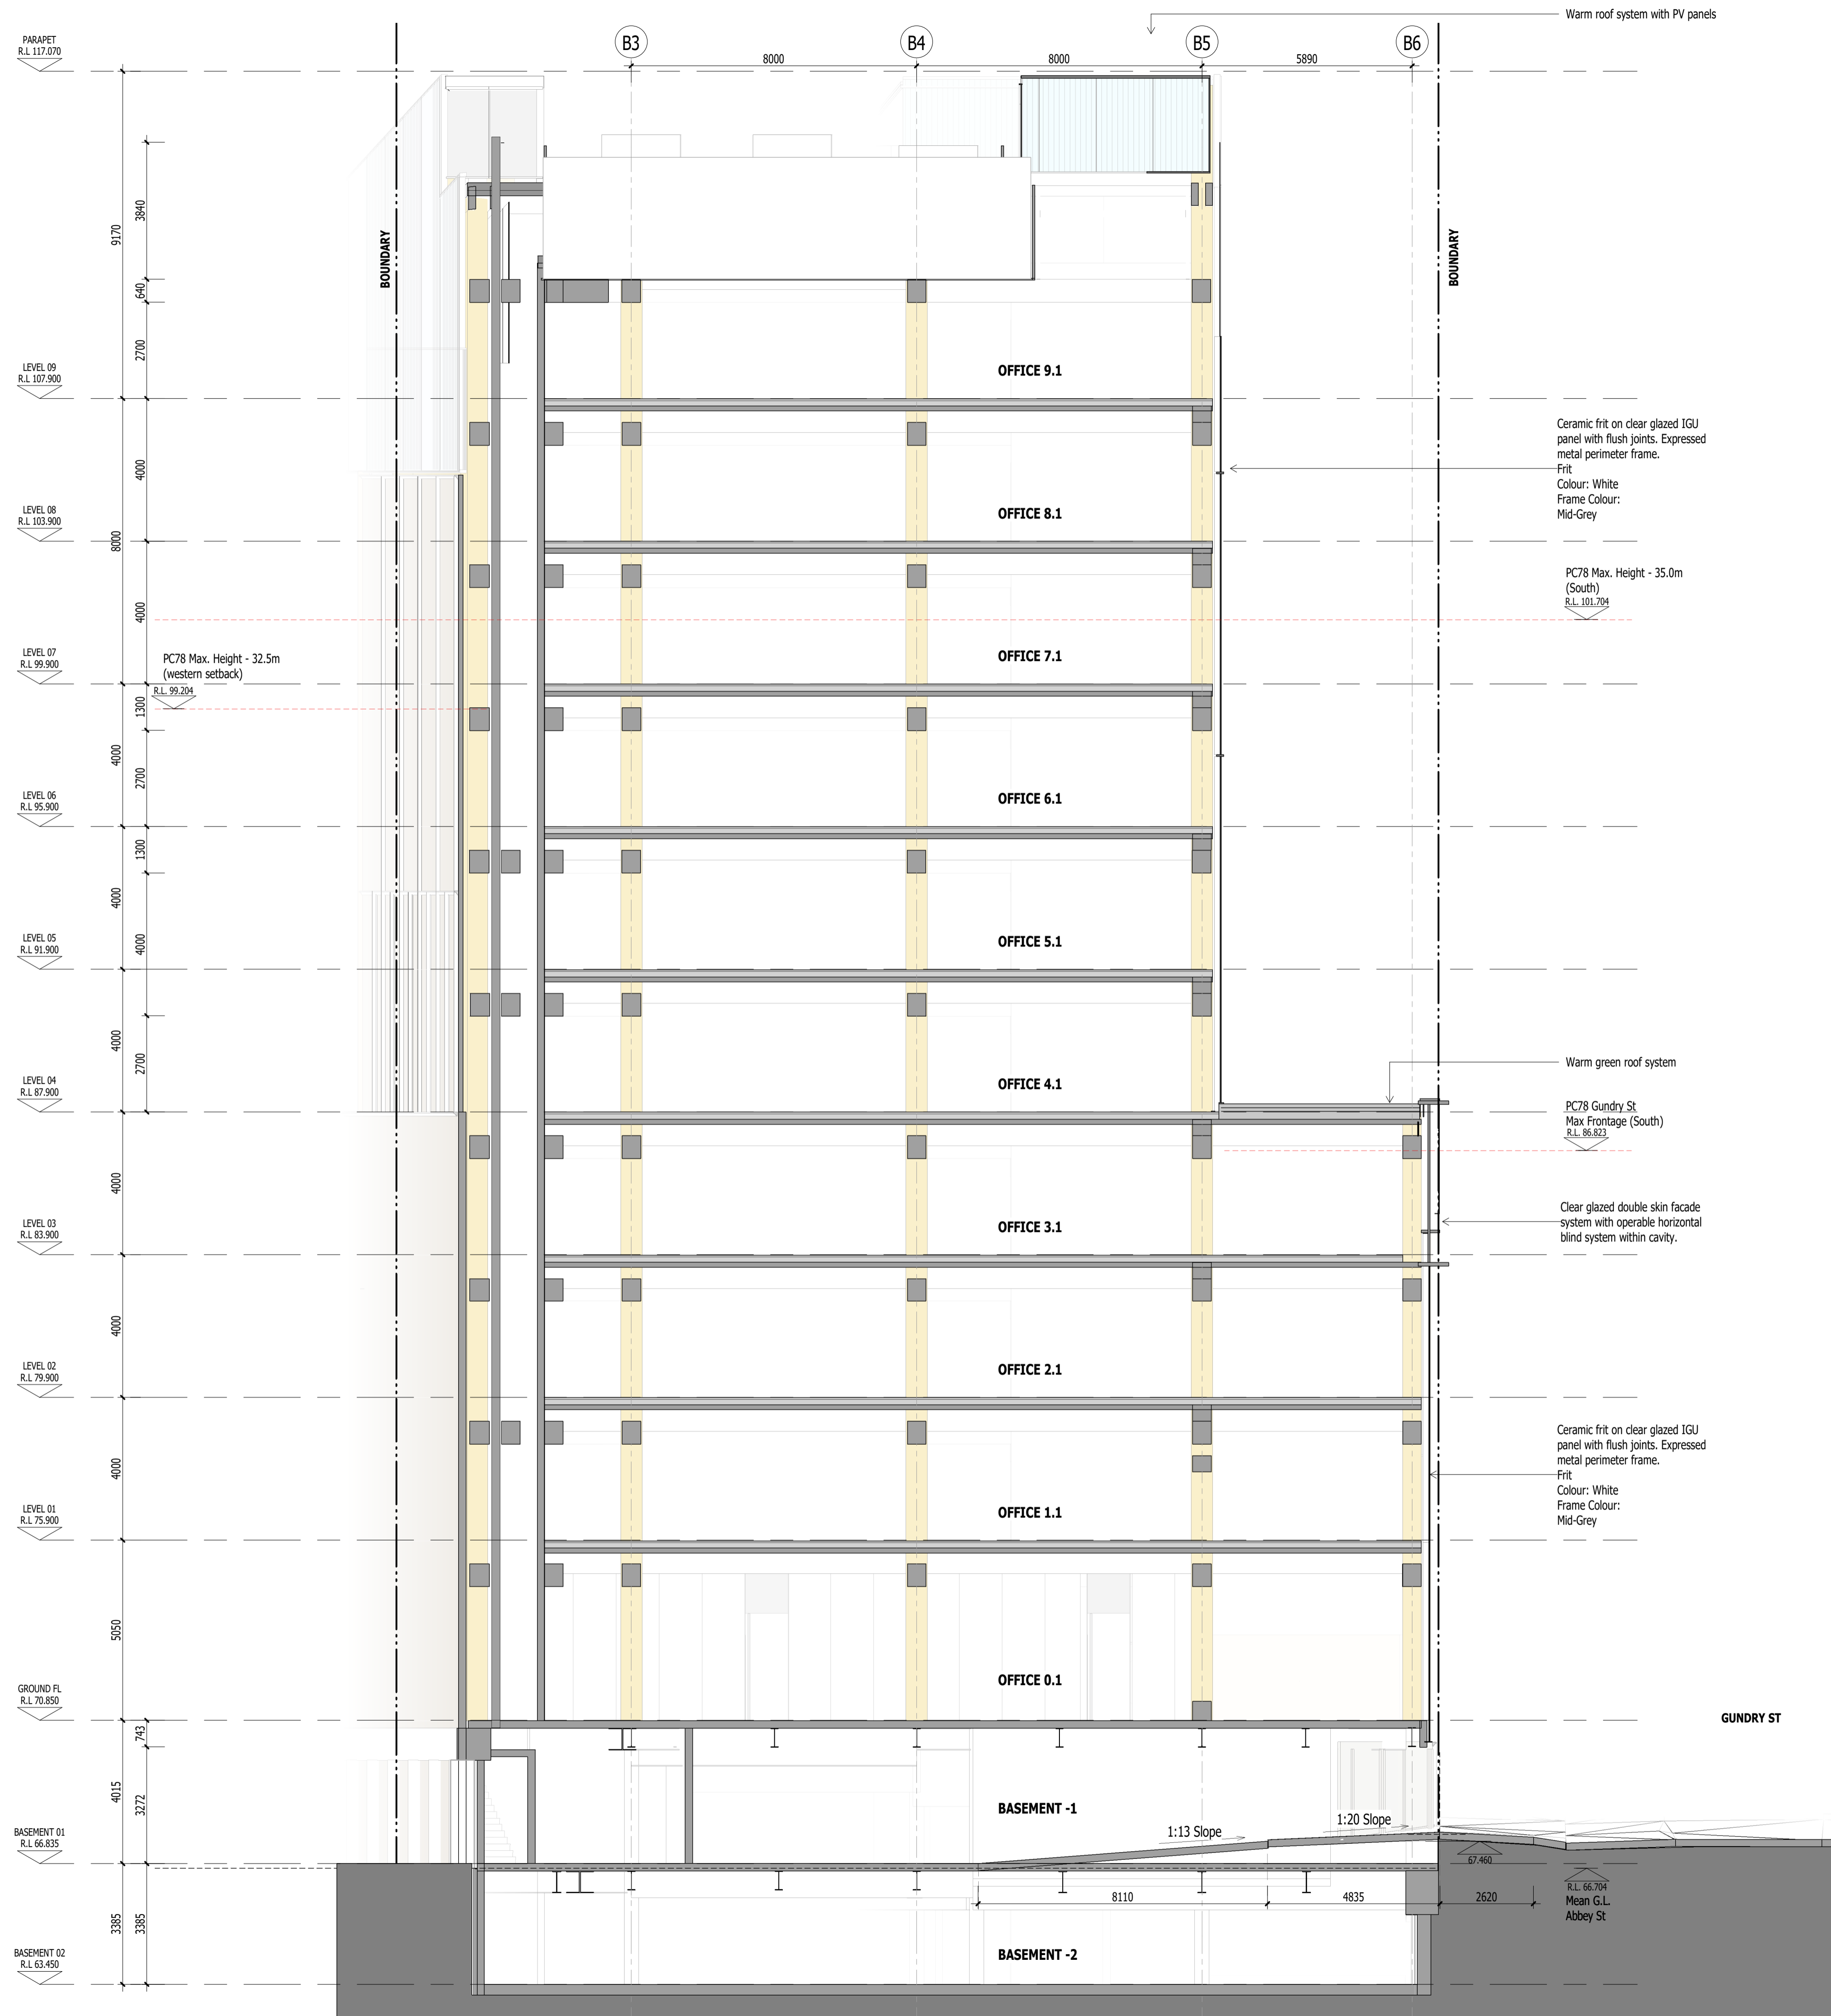 Warm roof system with PV panels
PARAPET
R.L 117.070
B3
B4
B5
B6
8000
8000
5890
3840
9170
BOUNDARY
BOUNDARY
640
2700
LEVEL 09
R.L 107.900
OFFICE 9.1
Ceramic frit on clear glazed IGU
panel with flush joints. Expressed
metal perimeter frame.
Frit
Colour: White
Frame Colour:
Mid-Grey
4000
LEVEL 08
R.L 103.900
OFFICE 8.1
8000
PC78 Max. Height - 35.0m
(South)
R.L. 101.704
4000
LEVEL 07
R.L 99.900
OFFICE 7.1
PC78 Max. Height - 32.5m
(western setback)
R.L. 99.204
1300
4000
2700
LEVEL 06
R.L 95.900
OFFICE 6.1
1300
4000
LEVEL 05
R.L 91.900
4000
OFFICE 5.1
4000
2700
LEVEL 04
R.L 87.900
OFFICE 4.1
Warm green roof system
PC78 Gundry St
Max Frontage (South)
R.L. 86.823
4000
LEVEL 03
R.L 83.900
OFFICE 3.1
Clear glazed double skin facade
system with operable horizontal
blind system within cavity.
4000
LEVEL 02
R.L 79.900
OFFICE 2.1
4000
Ceramic frit on clear glazed IGU
panel with flush joints. Expressed
metal perimeter frame.
Frit
Colour: White
Frame Colour:
Mid-Grey
LEVEL 01
R.L 75.900
OFFICE 1.1
5050
GROUND FL
R.L 70.850
OFFICE 0.1
GUNDRY ST
743
4015
3272
BASEMENT -1
1:13 Slope
1:20 Slope
BASEMENT 01
R.L 66.835
67.460
R.L. 66.704
Mean G.L.
Abbey St
8110
4835
2620
3385
3385
BASEMENT 02
R.L 63.450
BASEMENT -2